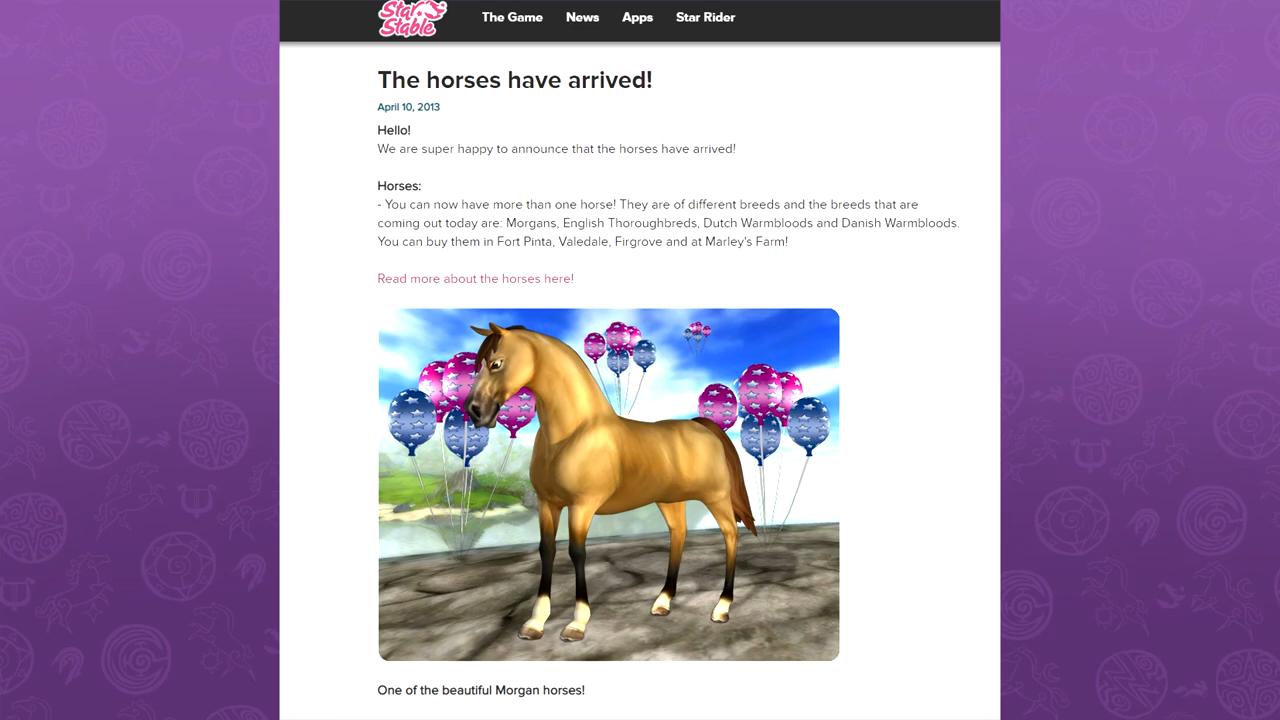 Star Stable
The Game News Apps Star Rider
The horses have arrived!
April 10, 2013
Hello!
We are super happy to announce that the horses have arrived!
Horses:
- You can now have more than one horse! They are of different breeds and the breeds that are
coming out today are: Morgans, English Thoroughbreds, Dutch Warmbloods and Danish Warmbloods.
You can buy them in Fort Pinta, Valedale, Firgrove and at Marley's Farm!
Read more about the horses here!
One of the beautiful Morgan horses!